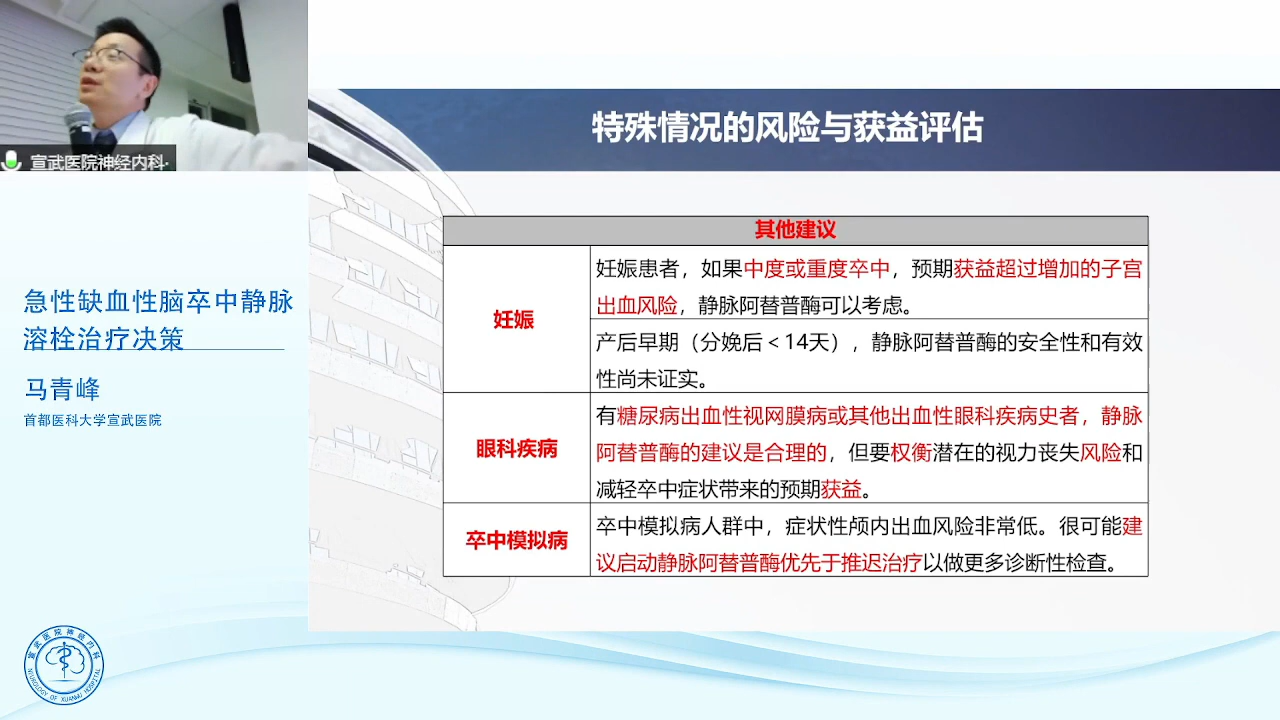 宣武医院神经内科·
急性缺血性脑卒中静脉
溶栓治疗决策
马青峰
首都医科大学宣武医院
宣武医院神经内科
NEUROLOGY OF XUANWU HOSPITAL
特殊情况的风险与获益评估
其他建议
妊娠
妊娠患者，如果中度或重度卒中，预期获益超过增加的子宫
出血风险，静脉阿替普酶可以考虑。
产后早期（分娩后＜14天），静脉阿替普酶的安全性和有效
性尚未证实。
眼科疾病
有糖尿病出血性视网膜病或其他出血性眼科疾病史者，静脉
阿替普酶的建议是合理的，但要权衡潜在的视力丧失风险和
减轻卒中症状带来的预期获益。
卒中模拟病
卒中模拟病人群中，症状性颅内出血风险非常低。很可能建
议启动静脉阿替普酶优先于推迟治疗以做更多诊断性检查。